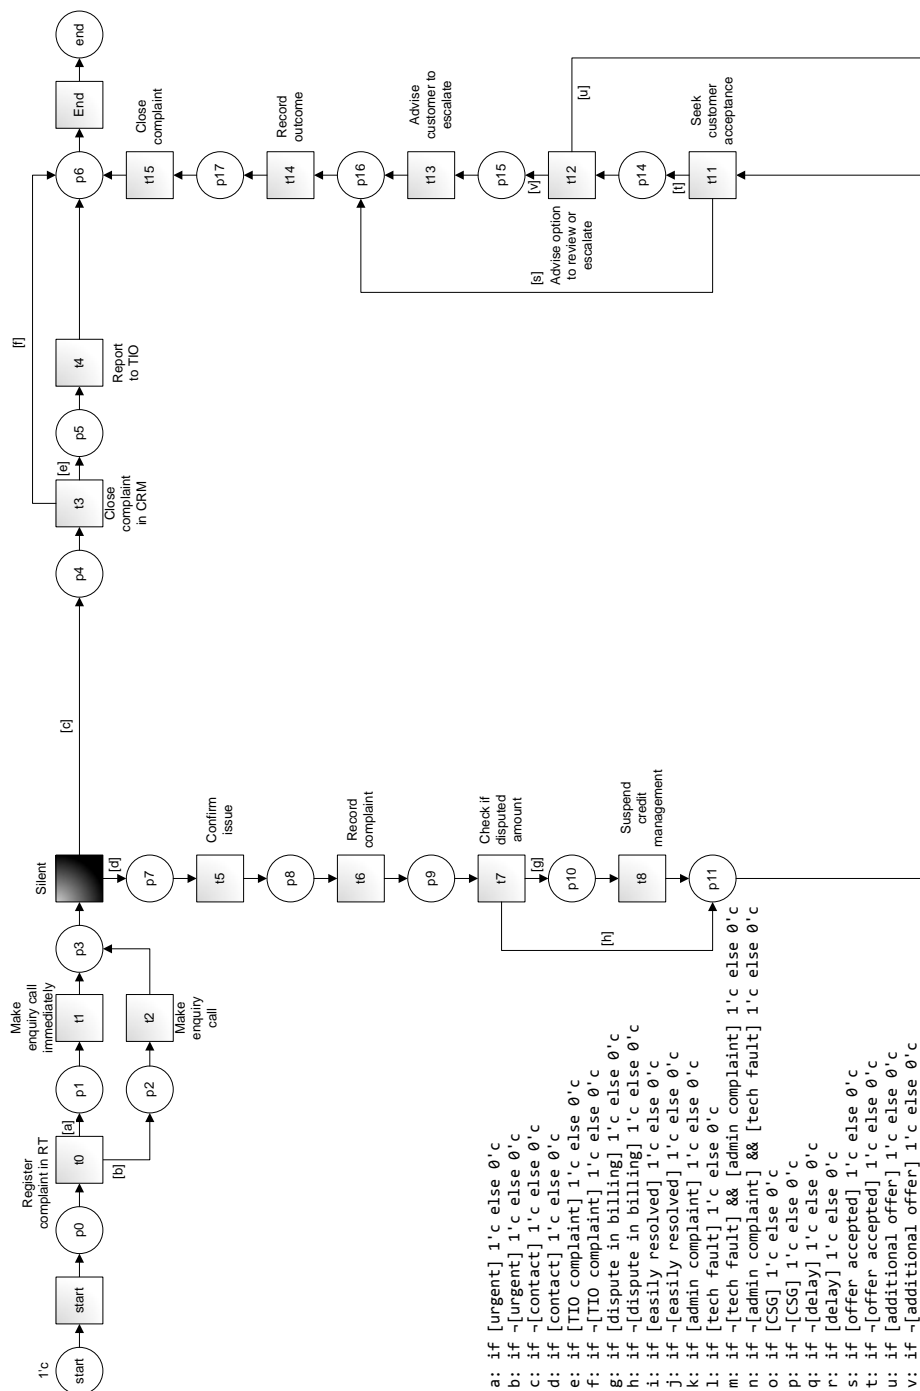 1'c
start
start
p0
Register
complaint in RT
t0
[a]
[b]
p1
p2
Make
enquiry call
immediately
t1
t2
Make
enquiry call
p3
Silent
[c]
[d]
p4
t3
Close
complaint
in CRM
[e]
[f]
p5
t4
Report
to TIO
p6
End
end
p7
t5
Confirm
issue
p8
t6
Record
complaint
p9
t7
Check if
disputed
amount
[g]
[h]
p10
t8
Suspend
credit
management
p11
Close
complaint
t15
p17
Record
outcome
t14
p16
Advise
customer to
escalate
t13
p15
[v]
[u]
t12
Advise option
to review or
escalate
[s]
p14
[t]
t11
Seek
customer
acceptance
a: if [urgent] 1'c else 0'c
b: if ¬[urgent] 1'c else 0'c
c: if ¬[contact] 1'c else 0'c
d: if [contact] 1'c else 0'c
e: if [TIO complaint] 1'c else 0'c
f: if ¬[TIO complaint] 1'c else 0'c
g: if [dispute in billing] 1'c else 0'c
h: if ¬[dispute in billing] 1'c else 0'c
i: if [easily resolved] 1'c else 0'c
j: if ¬[easily resolved] 1'c else 0'c
k: if [admin complaint] 1'c else 0'c
l: if [tech fault] 1'c else 0'c
m: if ¬[tech fault] && [admin complaint] 1'c else 0'c
n: if ¬[admin complaint] && [tech fault] 1'c else 0'c
o: if [CSG] 1'c else 0'c
p: if ¬[CSG] 1'c else 0'c
q: if ¬[delay] 1'c else 0'c
r: if [delay] 1'c else 0'c
s: if [offer accepted] 1'c else 0'c
t: if ¬[offer accepted] 1'c else 0'c
u: if [additional offer] 1'c else 0'c
v: if ¬[additional offer] 1'c else 0'c